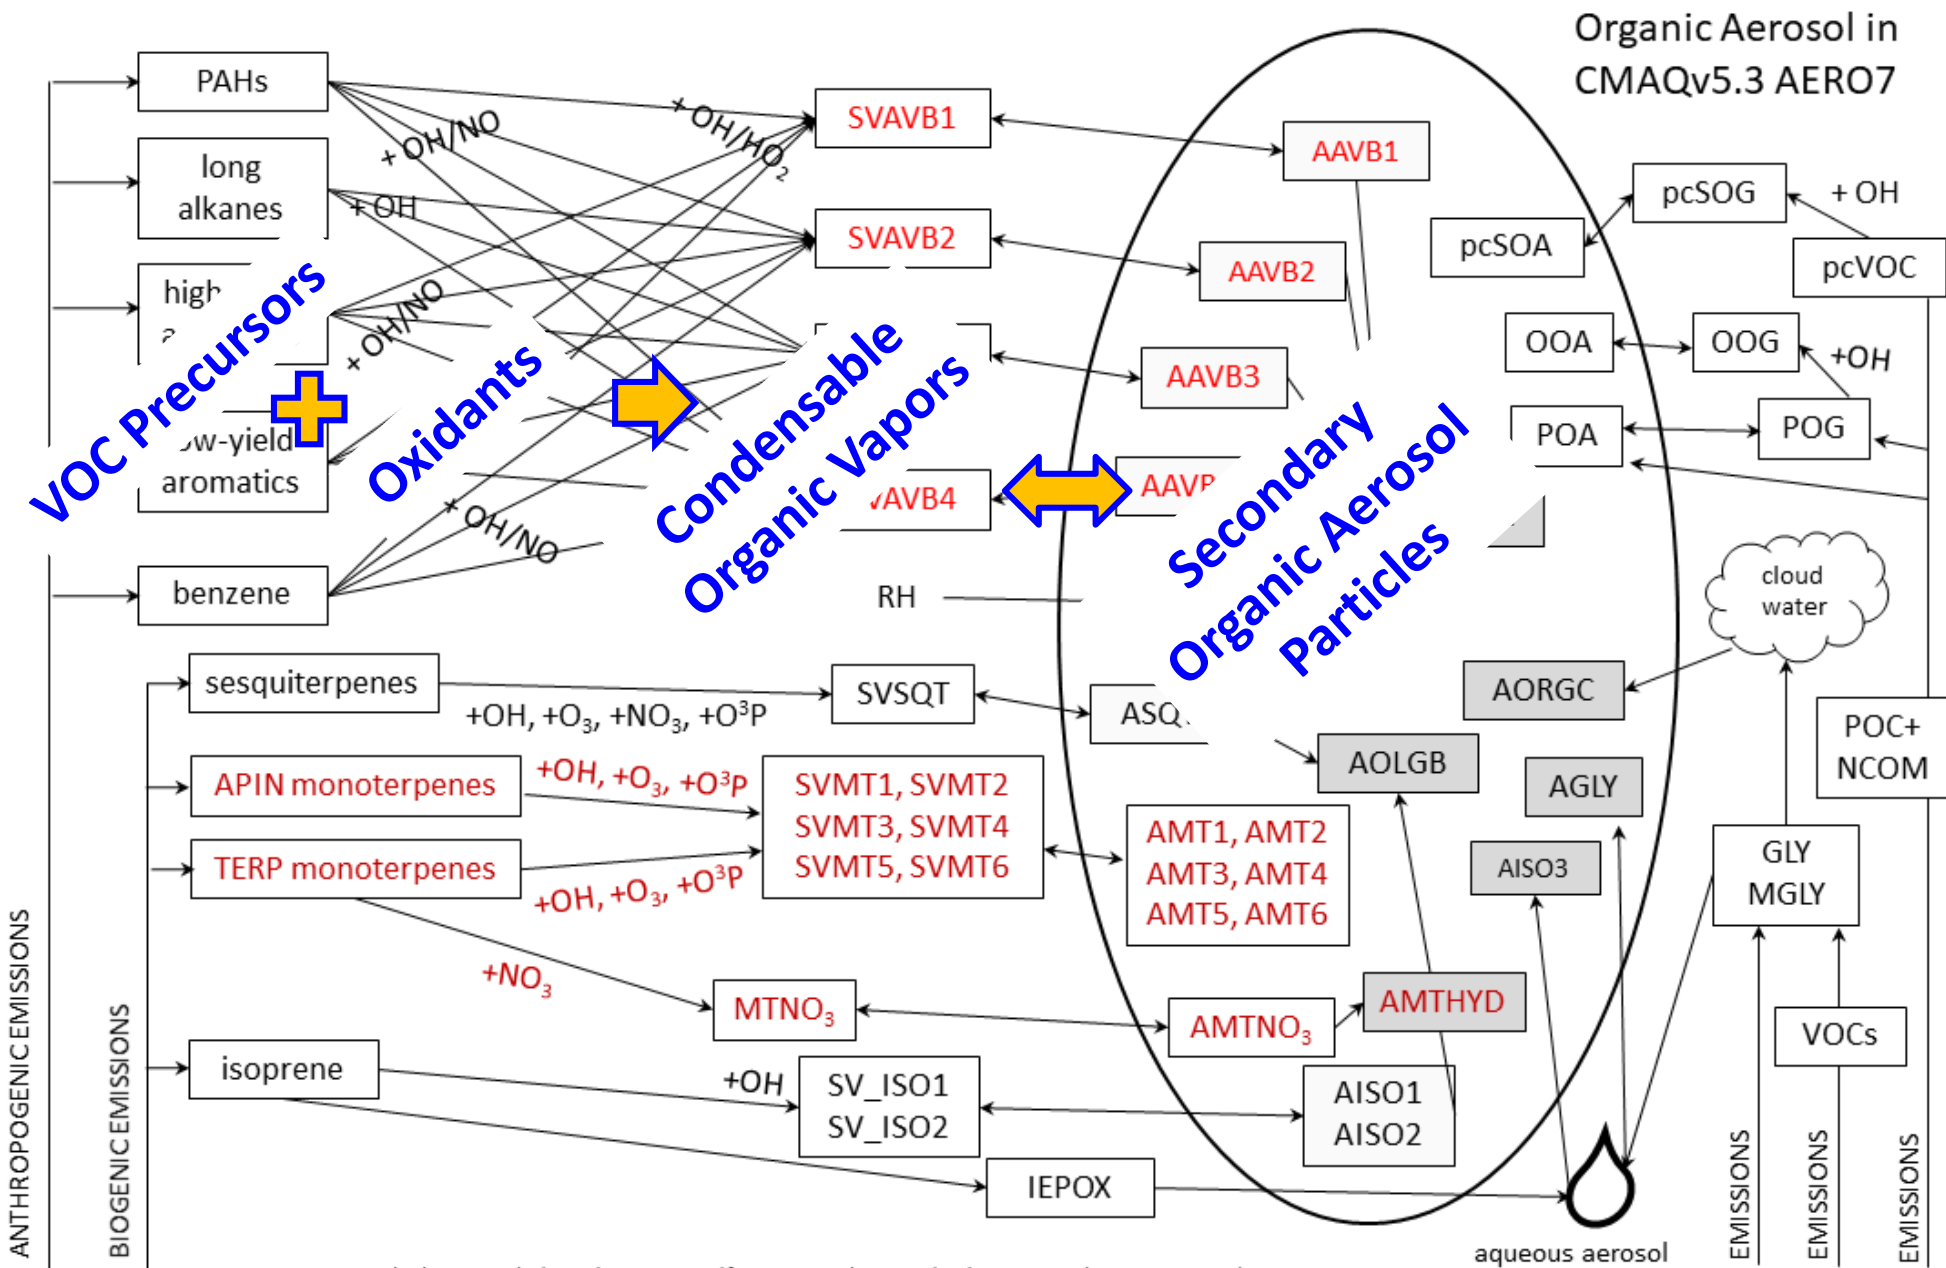 Organic Aerosol in
CMAQv5.3 AERO7
PAHs
long
alkanes
high
benzene
aromatics
+ OH/NO
+ OH/HO₂
+ OH
+ OH/NO
+ OH/NO
SVAVB1
SVAVB2
AAVB1
AAVB2
AAVB3
VOC Precursors
Oxidants
Condensable
Organic Vapors
Secondary
Organic Aerosol
Particles
RH
pcSOA
pcSOG
+ OH
pcVOC
OOA
OOG
+OH
POA
POG
cloud
water
sesquiterpenes
+OH, +O₃, +NO₃, +O³P
SVSQT
AORGC
AOLGB
AGLY
AISO3
POC+
NCOM
APIN monoterpenes
+OH, +O₃, +O³P
TERP monoterpenes
+OH, +O₃, +O³P
SVMT1, SVMT2
SVMT3, SVMT4
SVMT5, SVMT6
AMT1, AMT2
AMT3, AMT4
AMT5, AMT6
GLY
MGLY
+NO₃
MTNO₃
AMTNO₃
AMTHYD
VOCs
isoprene
+OH
SV_ISO1
SV_ISO2
AISO1
AISO2
IEPOX
aqueous aerosol
ANTHROPOGENIC EMISSIONS
BIOGENIC EMISSIONS
EMISSIONS
EMISSIONS
EMISSIONS